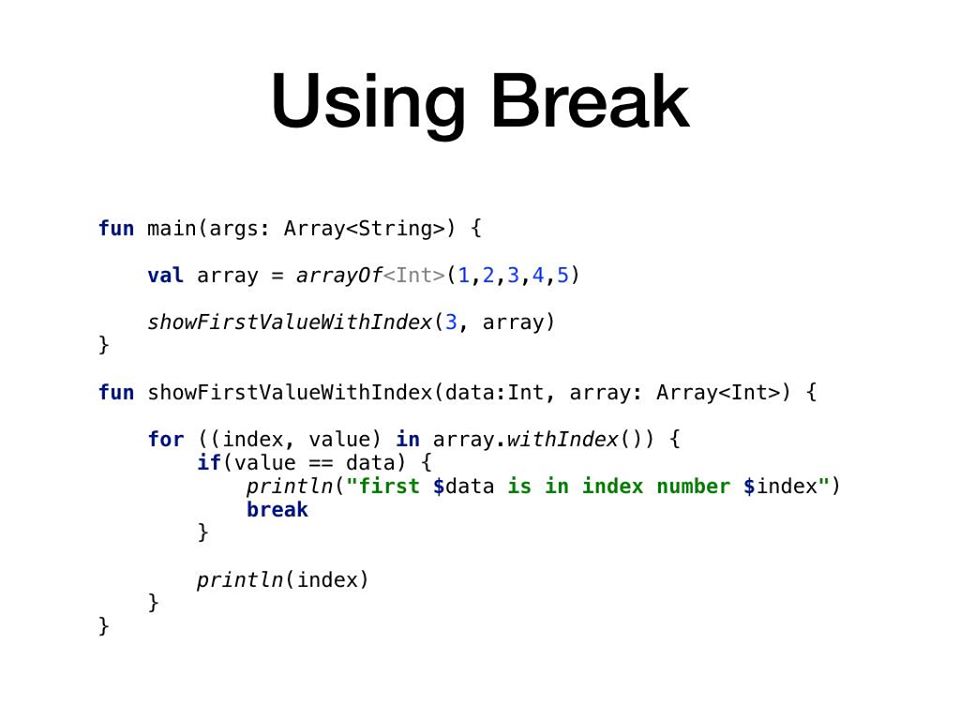 Using Break
fun main(args: Array<String>) {
    val array = arrayOf<Int>(1,2,3,4,5)
    showFirstValueWithIndex(3, array)
}
fun showFirstValueWithIndex(data:Int, array: Array<Int>) {
    for ((index, value) in array.withIndex()) {
        if(value == data) {
            println("first $data is in index number $index")
            break
        }
        println(index)
    }
}